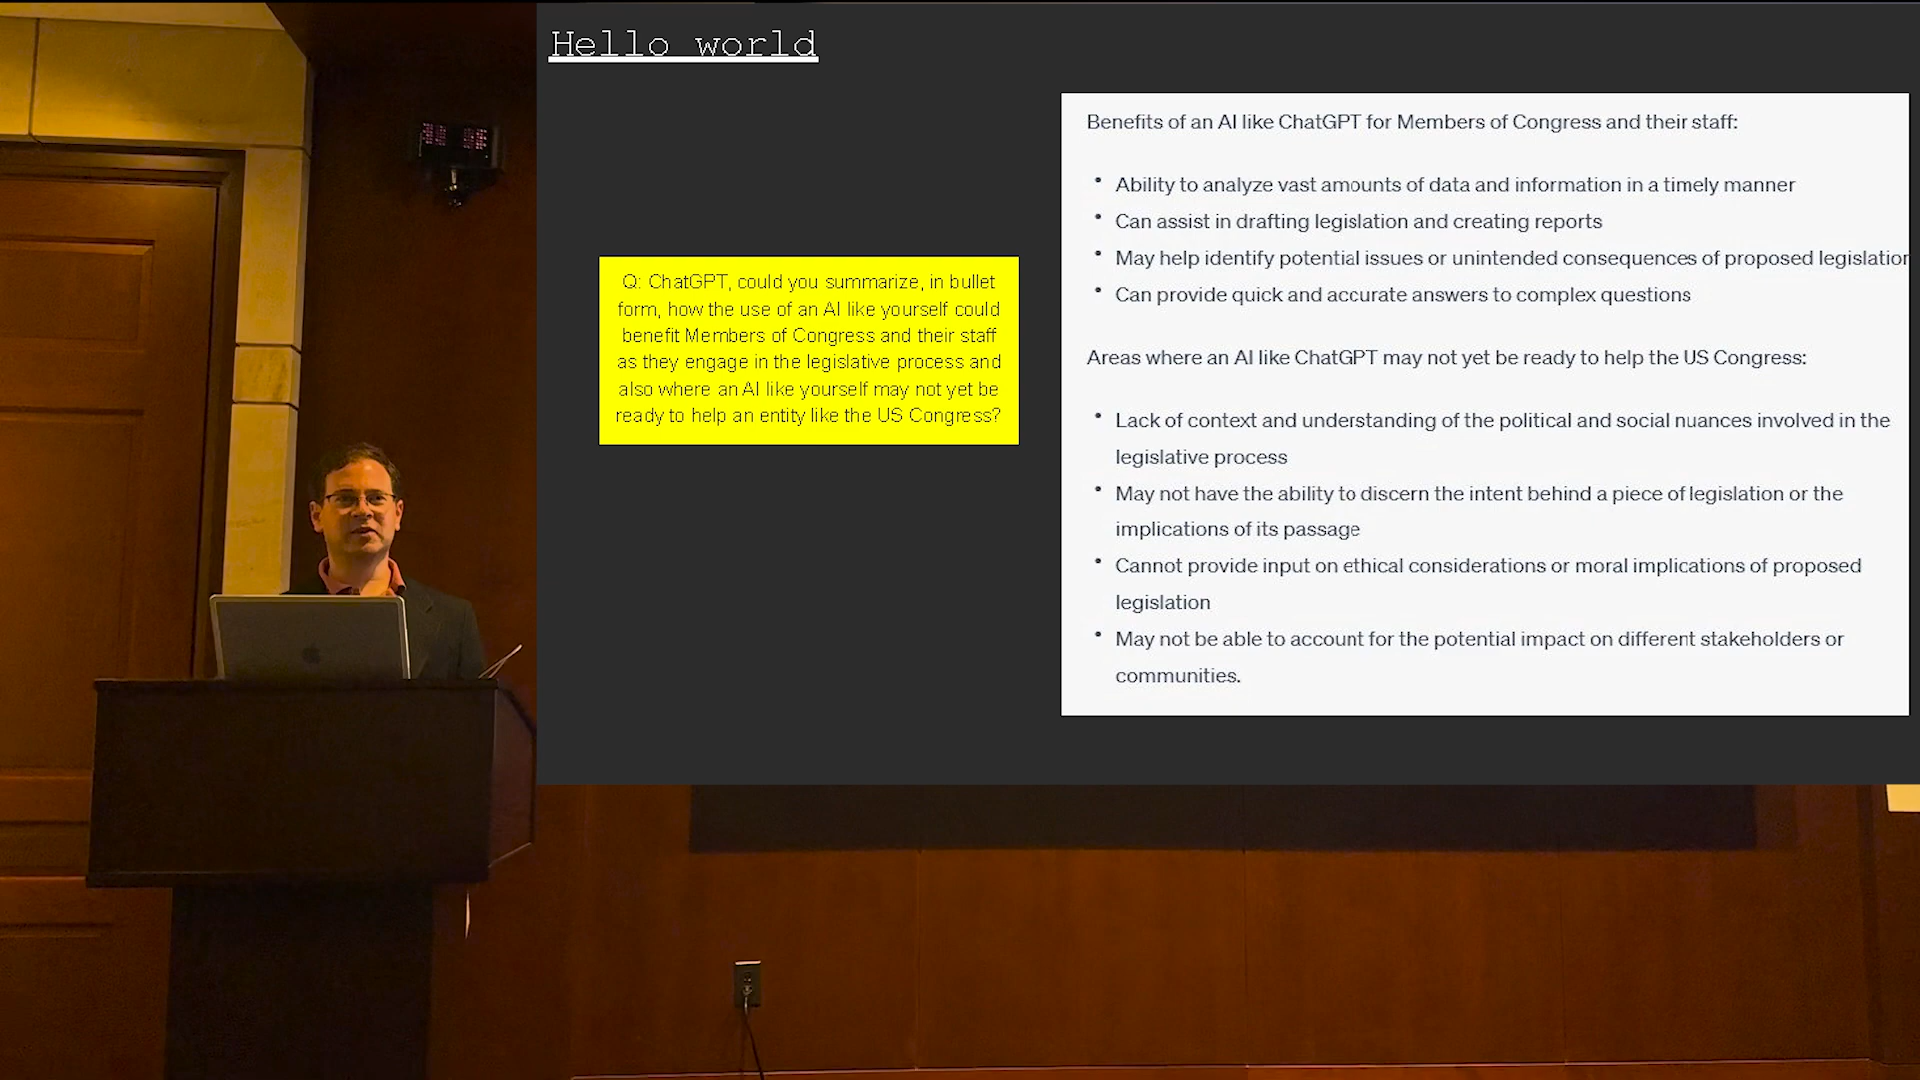 Hello world
Q: ChatGPT, could you summarize, in bullet
form, how the use of an AI like yourself could
benefit Members of Congress and their staff
as they engage in the legislative process and
also where an AI like yourself may not yet be
ready to help an entity like the US Congress?
Benefits of an AI like ChatGPT for Members of Congress and their staff:
• Ability to analyze vast amounts of data and information in a timely manner
• Can assist in drafting legislation and creating reports
• May help identify potential issues or unintended consequences of proposed legislation
• Can provide quick and accurate answers to complex questions
Areas where an AI like ChatGPT may not yet be ready to help the US Congress:
• Lack of context and understanding of the political and social nuances involved in the
legislative process
• May not have the ability to discern the intent behind a piece of legislation or the
implications of its passage
• Cannot provide input on ethical considerations or moral implications of proposed
legislation
• May not be able to account for the potential impact on different stakeholders or
communities.